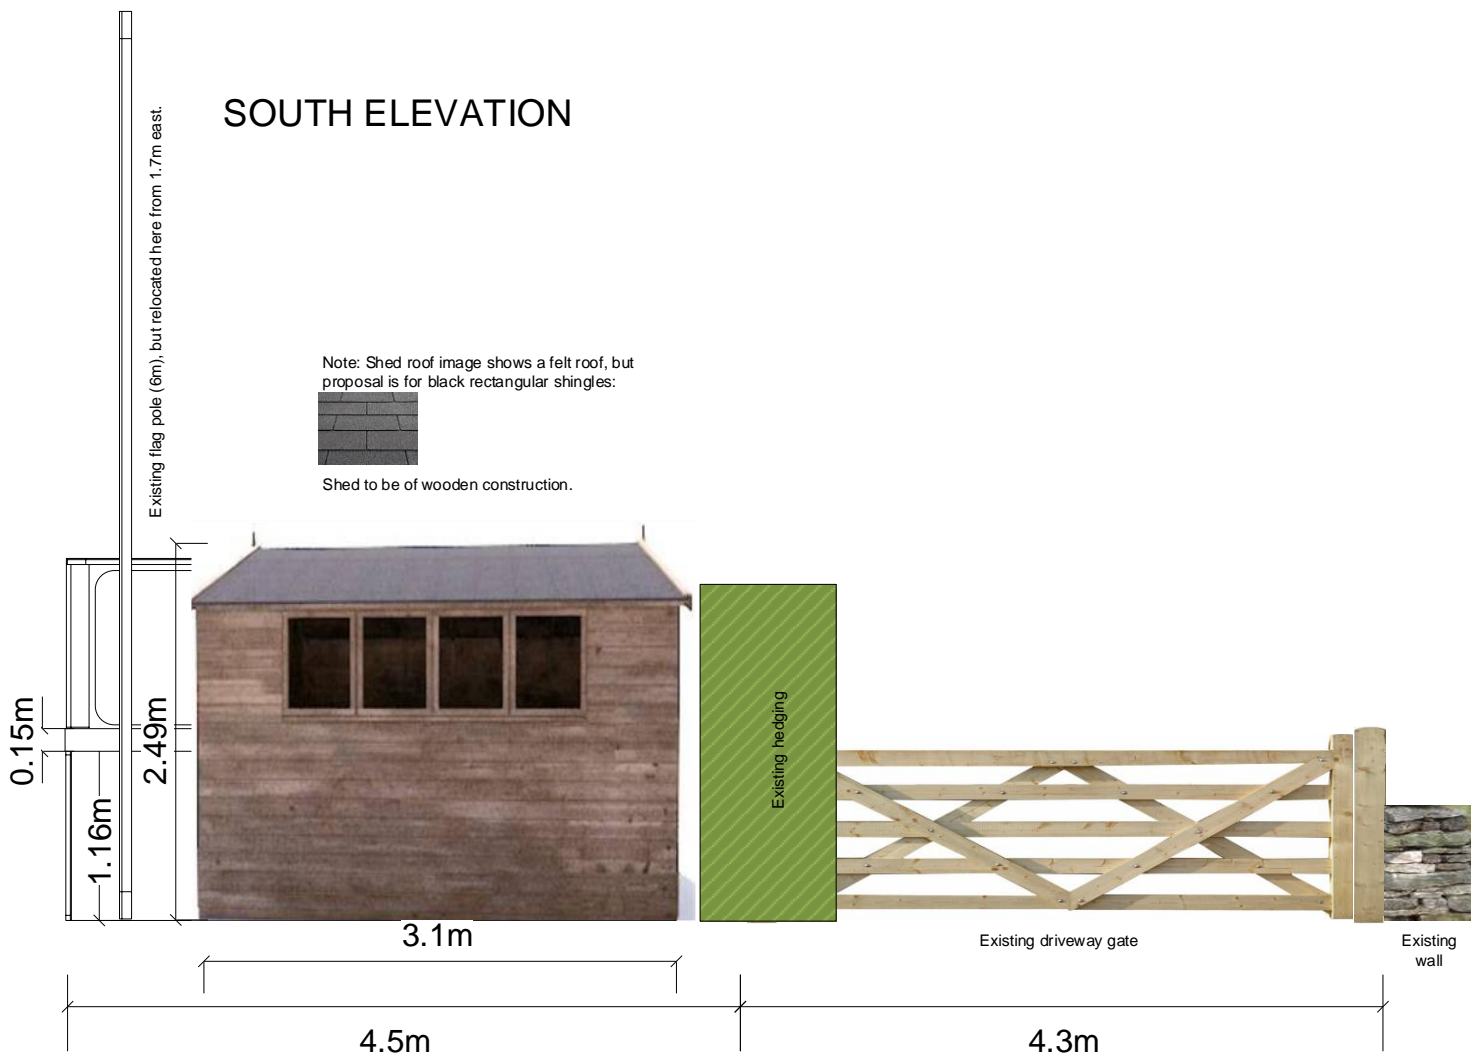 SOUTH ELEVATION
Existing flag pole (6m), but relocated here from 1.7m east.
Note: Shed roof image shows a felt roof, but
proposal is for black rectangular shingles:
Shed to be of wooden construction.
0.15m
2.49m
1.16m
Existing hedging
3.1m
Existing driveway gate
Existing
wall
4.5m
4.3m